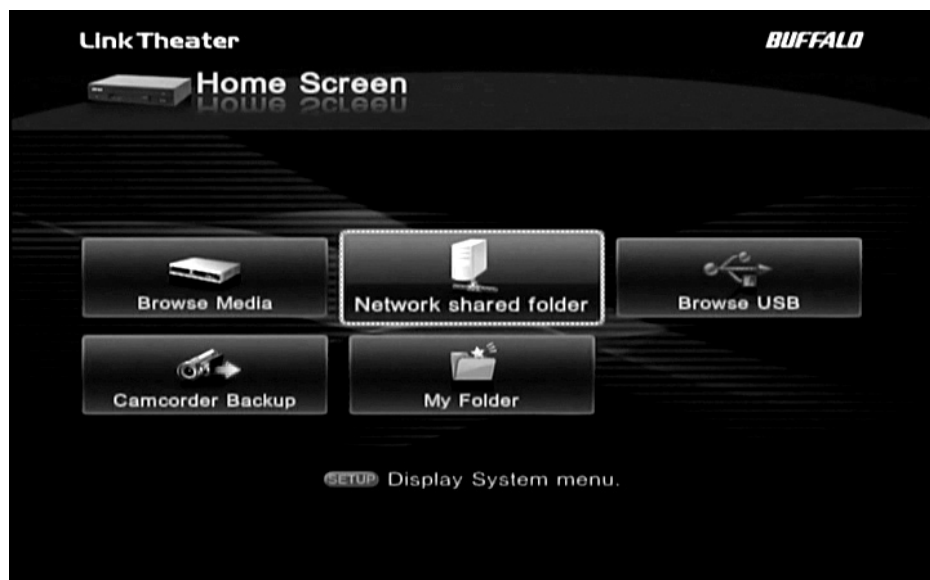 LinkTheater
BUFFALO
Home Screen
Browse Media
Network shared folder
Browse USB
Camcorder Backup
My Folder
SETUP Display System menu.